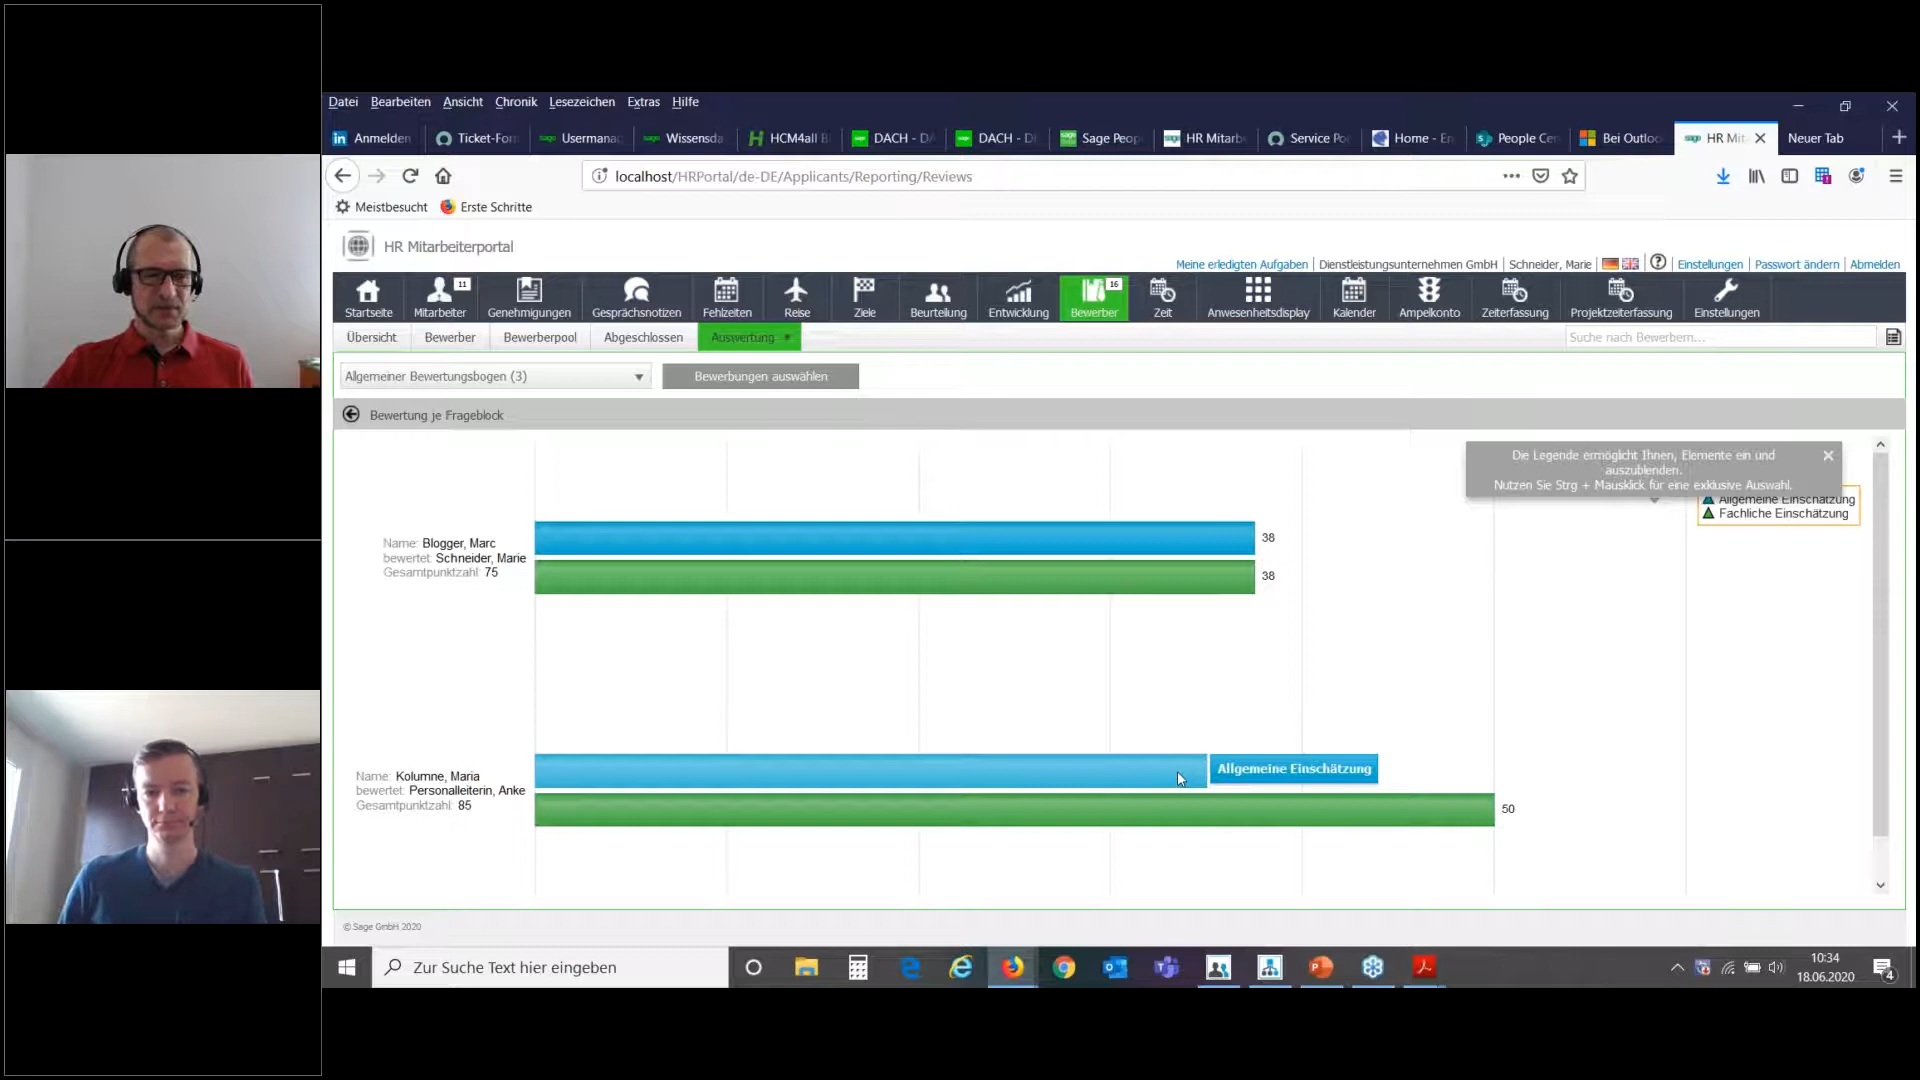 Datei Bearbeiten Ansicht Chronik Lesezeichen Extras Hilfe
in Anmelden Ticket-For Usermana Wissensda HCM4all B DACH - DA DACH - DI Sage Peop HR Mitarb Service Po Home - En People Ce Bei Outloo HR Mit Neuer Tab
localhost/HRPortal/de-DE/Applicants/Reporting/Reviews
Meistbesucht Erste Schritte
HR Mitarbeiterportal
Meine erledigten Aufgaben | Dienstleistungsunternehmen GmbH | Schneider, Marie | Einstellungen | Passwort ändern | Abmelden
11
16
Startseite Mitarbeiter Genehmigungen Gesprächsnotizen Fehlzeiten Reise Ziele Beurteilung Entwicklung Bewerber Zeit Anwesenheitsdisplay Kalender Ampelkonto Zeiterfassung Projektzeiterfassung Einstellungen
Übersicht Bewerber Bewerberpool Abgeschlossen Auswertung Suche nach Bewerbern...
Allgemeiner Bewertungsbogen (3) Bewerbungen auswählen
Bewertung je Frageblock
Die Legende ermöglicht Ihnen, Elemente ein und
auszublenden.
Nutzen Sie Strg + Mausklick für eine exklusive Auswahl.
Allgemeine Einschätzung
Fachliche Einschätzung
Name: Blogger, Marc
bewertet: Schneider, Marie
Gesamtpunktzahl: 75
38
38
Name: Kolumne, Maria
bewertet: Personalleiterin, Anke
Gesamtpunktzahl: 85
Allgemeine Einschätzung
50
© Sage GmbH 2020
Zur Suche Text hier eingeben
10:34
18.06.2020
4